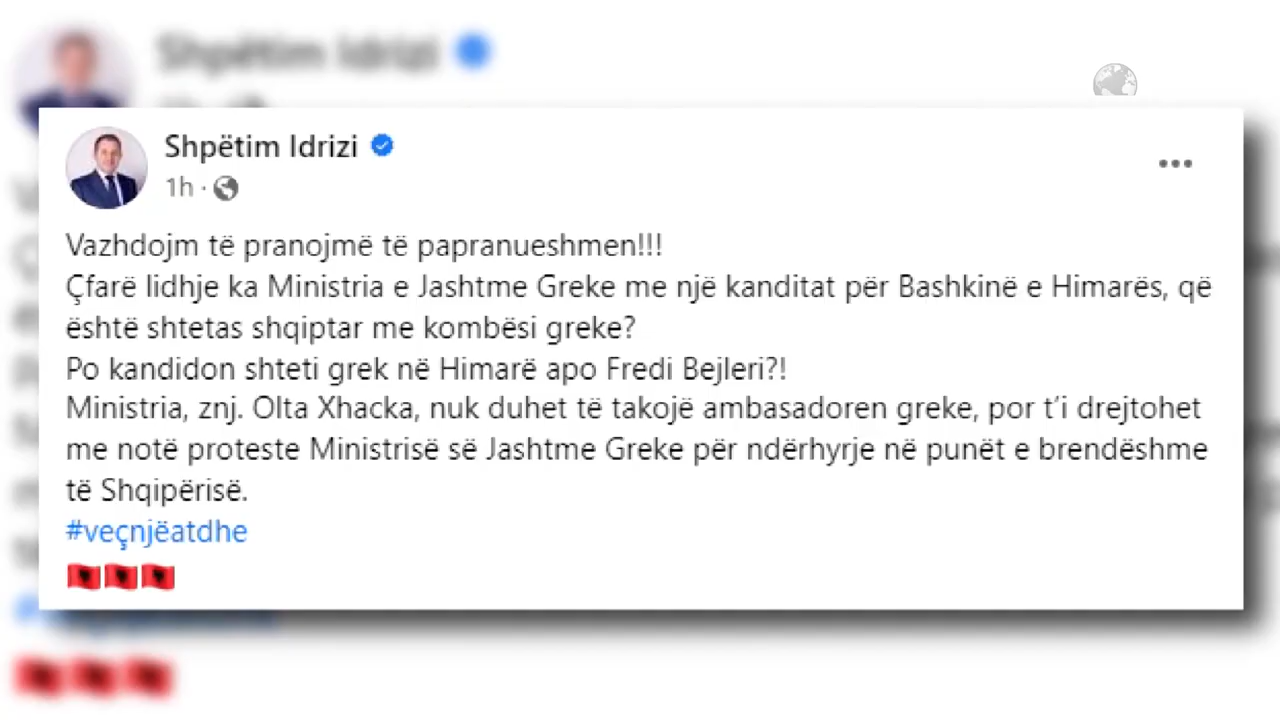 Shpëtim Idrizi
Shpëtim Idrizi
1h ·
Vazhdojm të pranojmë të papranueshmen!!!
Çfarë lidhje ka Ministria e Jashtme Greke me një kanditat për Bashkinë e Himarës, që
është shtetas shqiptar me kombësi greke?
Po kandidon shteti grek në Himarë apo Fredi Bejleri?!
Ministria, znj. Olta Xhacka, nuk duhet të takojë ambasadoren greke, por t’i drejtohet
me notë proteste Ministrisë së Jashtme Greke për ndërhyrje në punët e brendëshme
të Shqipërisë.
#veçnjëatdhe